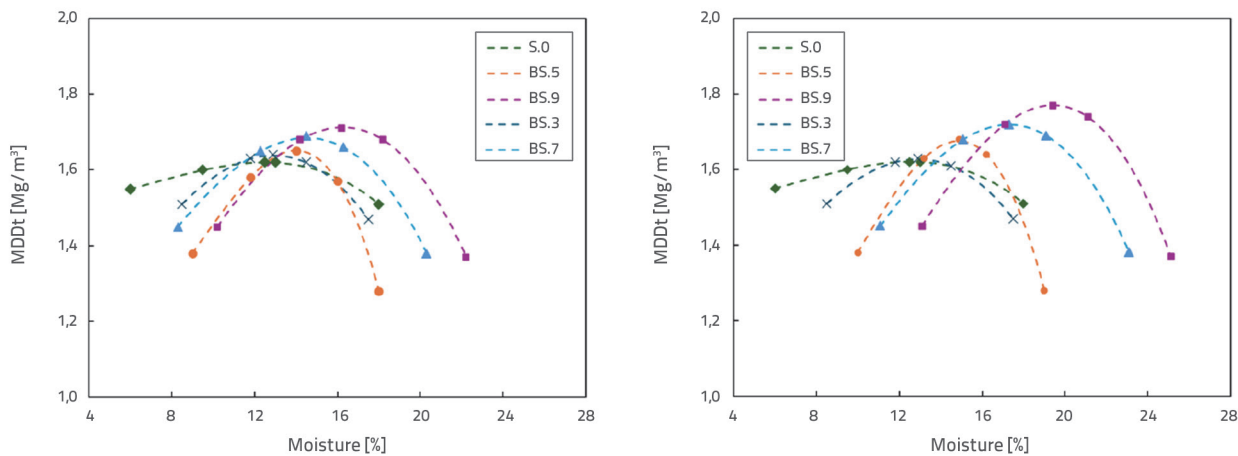 MDDt [Mg/m³]
2,0
1,8
1,6
1,4
1,2
1,0
4
8
12
16
20
24
28
Moisture [%]
S.0
BS.5
BS.9
BS.3
BS.7
MDDt [Mg/m³]
2,0
1,8
1,6
1,4
1,2
1,0
4
8
12
16
20
24
28
Moisture [%]
S.0
BS.5
BS.9
BS.3
BS.7